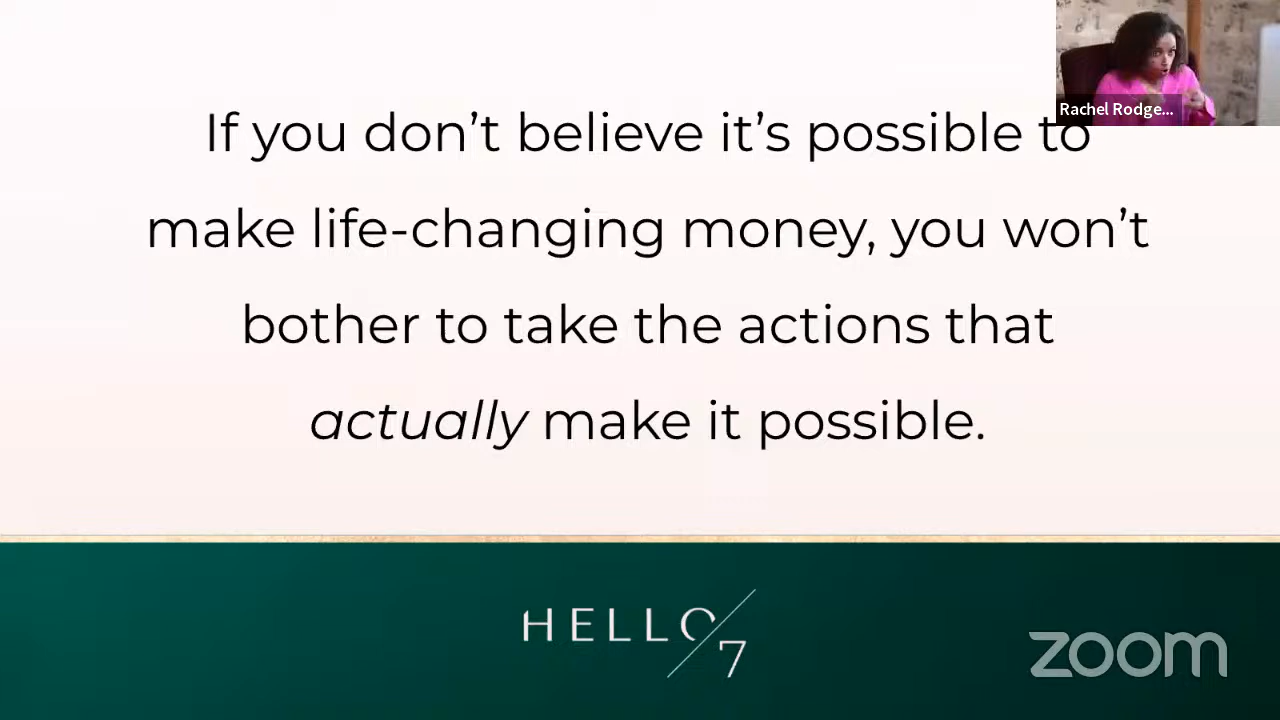 Rachel Rodge...
If you don’t believe it’s possible to
make life-changing money, you won’t
bother to take the actions that
actually make it possible.
HELLO
7
zoom